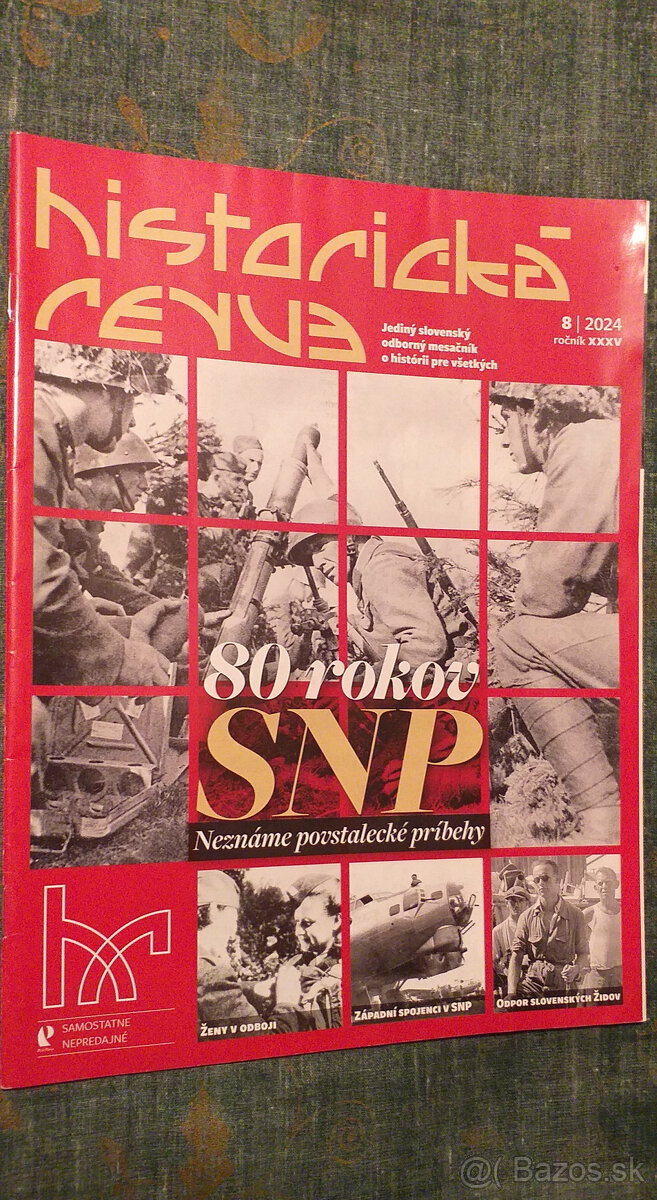 historická
revue
Jediný slovenský
odborný mesačník
o histórii pre všetkých
8 | 2024
ročník XXXV
80 rokov
SNP
Neznáme povstalecké príbehy
hr
SAMOSTATNE
NEPREDAJNÉ
ŽENY V ODBOJI
ZÁPADNÍ SPOJENCI V SNP
ODPOR SLOVENSKÝCH ŽIDOV
@( Bazos.sk